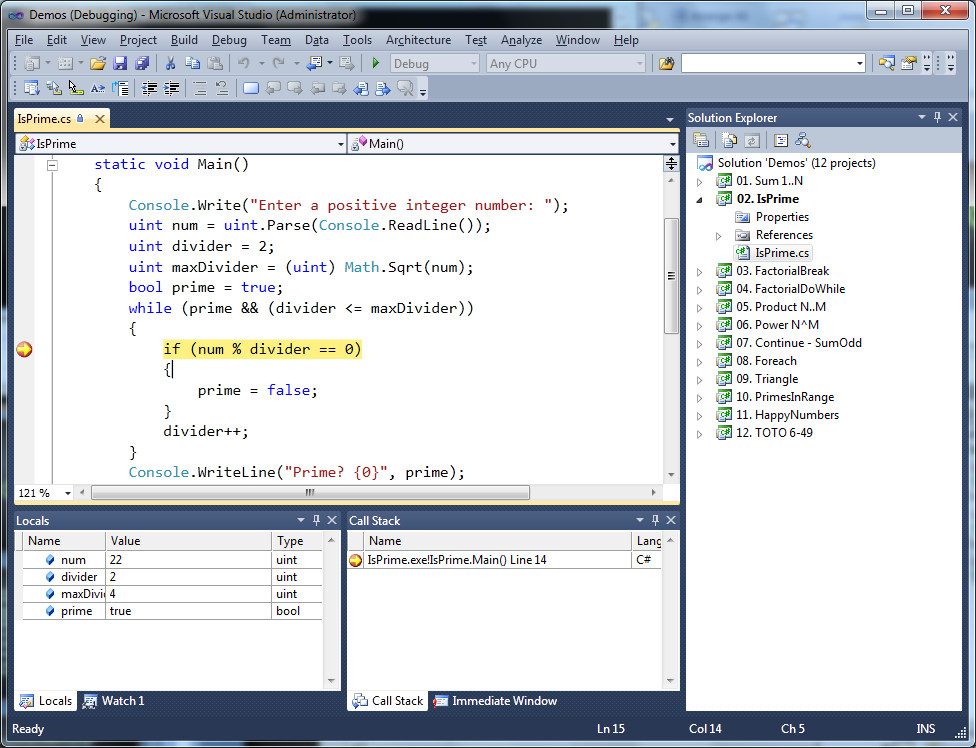 Demos (Debugging) - Microsoft Visual Studio (Administrator)
File Edit View Project Build Debug Team Data Tools Architecture Test Analyze Window Help
Debug Any CPU
IsPrime.cs
IsPrime Main()
static void Main()
{
Console.Write("Enter a positive integer number: ");
uint num = uint.Parse(Console.ReadLine());
uint divider = 2;
uint maxDivider = (uint) Math.Sqrt(num);
bool prime = true;
while (prime && (divider <= maxDivider))
{
if (num % divider == 0)
{
prime = false;
}
divider++;
}
Console.WriteLine("Prime? {0}", prime);
121 %
Solution Explorer
Solution 'Demos' (12 projects)
01. Sum 1..N
02. IsPrime
Properties
References
IsPrime.cs
03. FactorialBreak
04. FactorialDoWhile
05. Product N..M
06. Power N^M
07. Continue - SumOdd
08. Foreach
09. Triangle
10. PrimesInRange
11. HappyNumbers
12. TOTO 6-49
Locals
Name Value Type
num 22 uint
divider 2 uint
maxDivi 4 uint
prime true bool
Locals Watch 1
Call Stack
Name Lang
IsPrime.exe!IsPrime.Main() Line 14 C#
Call Stack Immediate Window
Ready Ln 15 Col 14 Ch 5 INS